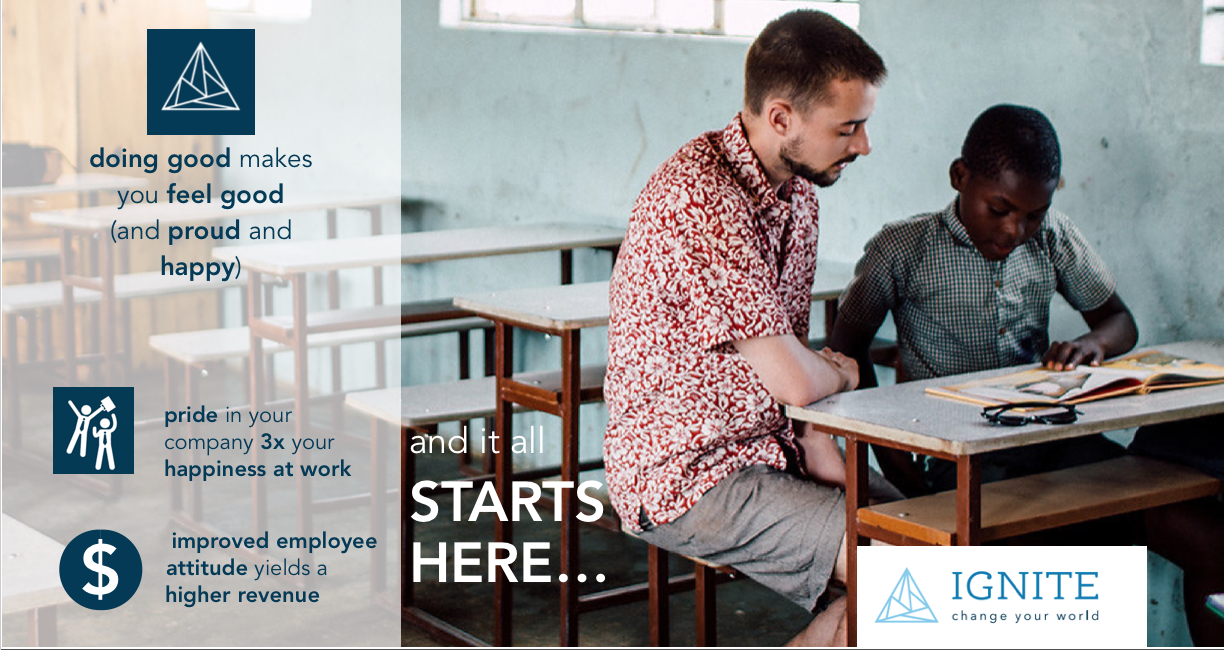 doing good makes
you feel good
(and proud and
happy)
pride in your
company 3x your
happiness at work
$
improved employee
attitude yields a
higher revenue
and it all
STARTS
HERE...
IGNITE
change your world